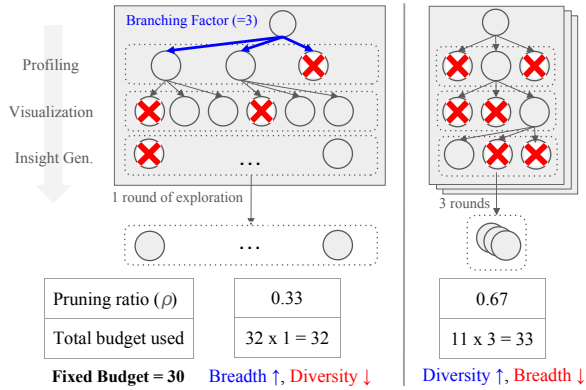 Branching Factor (=3)
Profiling
Visualization
Insight Gen.
...
1 round of exploration
3 rounds
...
Pruning ratio (ρ) 0.33 0.67
Total budget used 32 x 1 = 32 11 x 3 = 33
Fixed Budget = 30 Breadth ↑, Diversity ↓ Diversity ↑, Breadth ↓